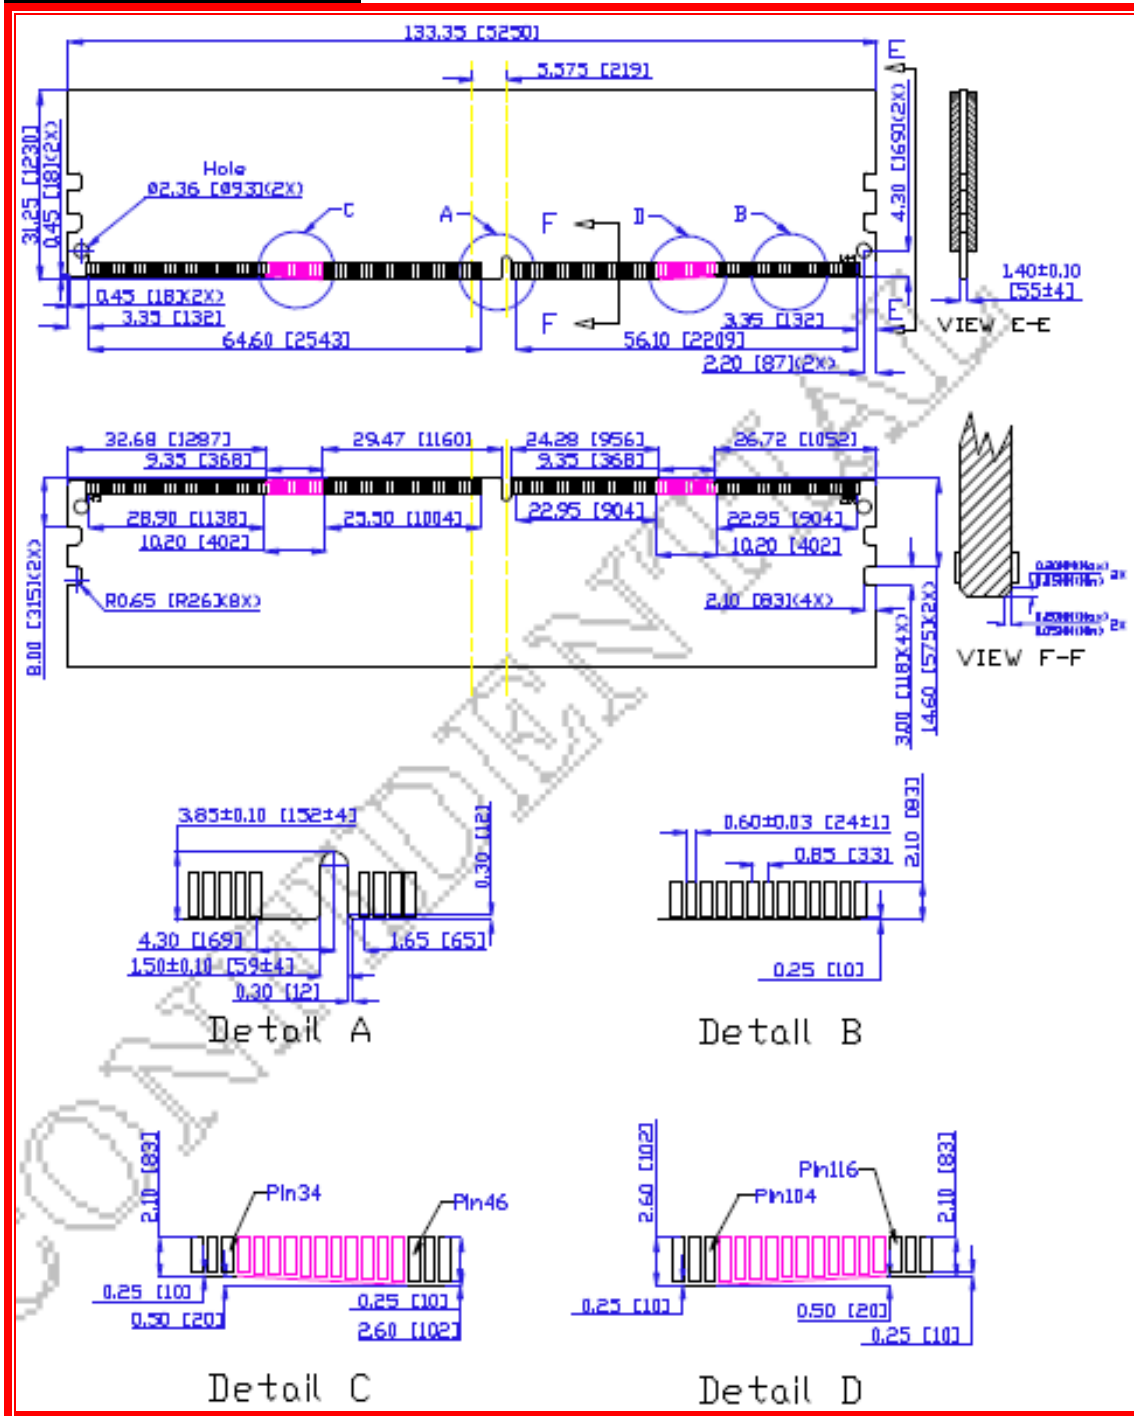 133.35 [5250]
5.575 [219]
E
31.25 [1230]
0.45 [18](2X)
Hole
Ø2.36 [Ø93](2X)
4.30 [169](2X)
C
A
F
D
B
0.45 [18](2X)
3.35 [132]
F
3.35 [132]
E
1.40±0.10
[55±4]
VIEW E-E
64.60 [2543]
56.10 [2209]
2.20 [87](2X)
32.68 [1287]
29.47 [1160]
24.28 [956]
26.72 [1052]
9.35 [368]
9.35 [368]
28.90 [1138]
25.50 [1004]
22.95 [904]
22.95 [904]
10.20 [402]
10.20 [402]
8.00 [315](2X)
R0.65 [R26](8X)
2.10 [83](4X)
3.00 [118](4X)
14.60 [575](2X)
2X
2X
VIEW F-F
3.85±0.10 [152±4]
0.30 [12]
4.30 [169]
1.65 [65]
1.50±0.10 [59±4]
0.30 [12]
Detail A
0.60±0.03 [24±1]
0.85 [33]
2.10 [83]
0.25 [10]
Detail B
2.10 [83]
Pin34
Pin46
0.25 [10]
0.50 [20]
0.25 [10]
2.60 [102]
Detail C
2.60 [102]
Pin116
Pin104
2.10 [83]
0.25 [10]
0.50 [20]
0.25 [10]
Detail D
CONFIDENTIAL